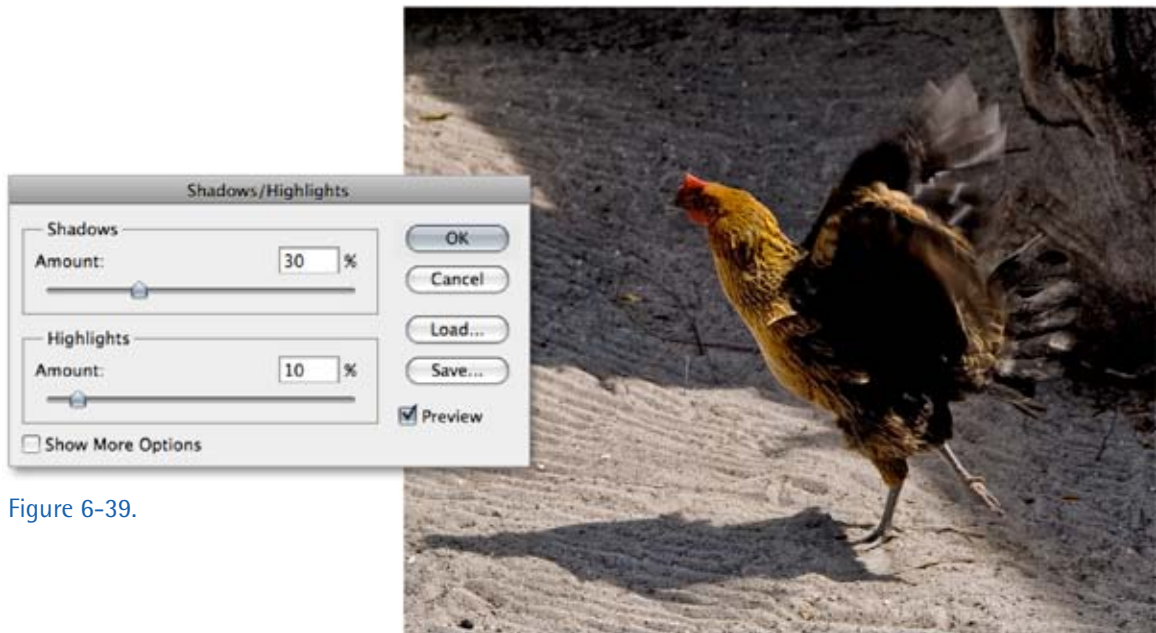 Shadows/Highlights
Shadows
Amount: 30 %
Highlights
Amount: 10 %
Show More Options
OK
Cancel
Load...
Save...
Preview
Figure 6-39.